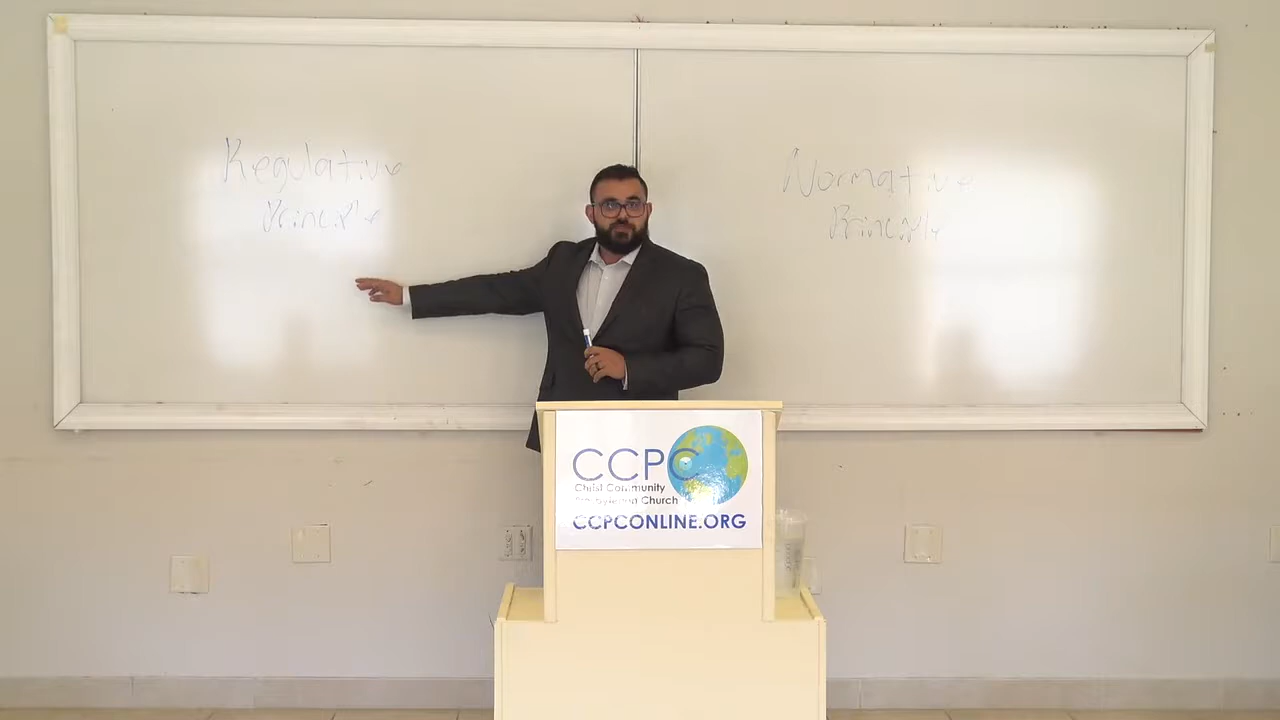 Regulative
Principle
Normative
Principle
CCPC
Christ Community
Presbyterian Church
CCPCONLINE.ORG